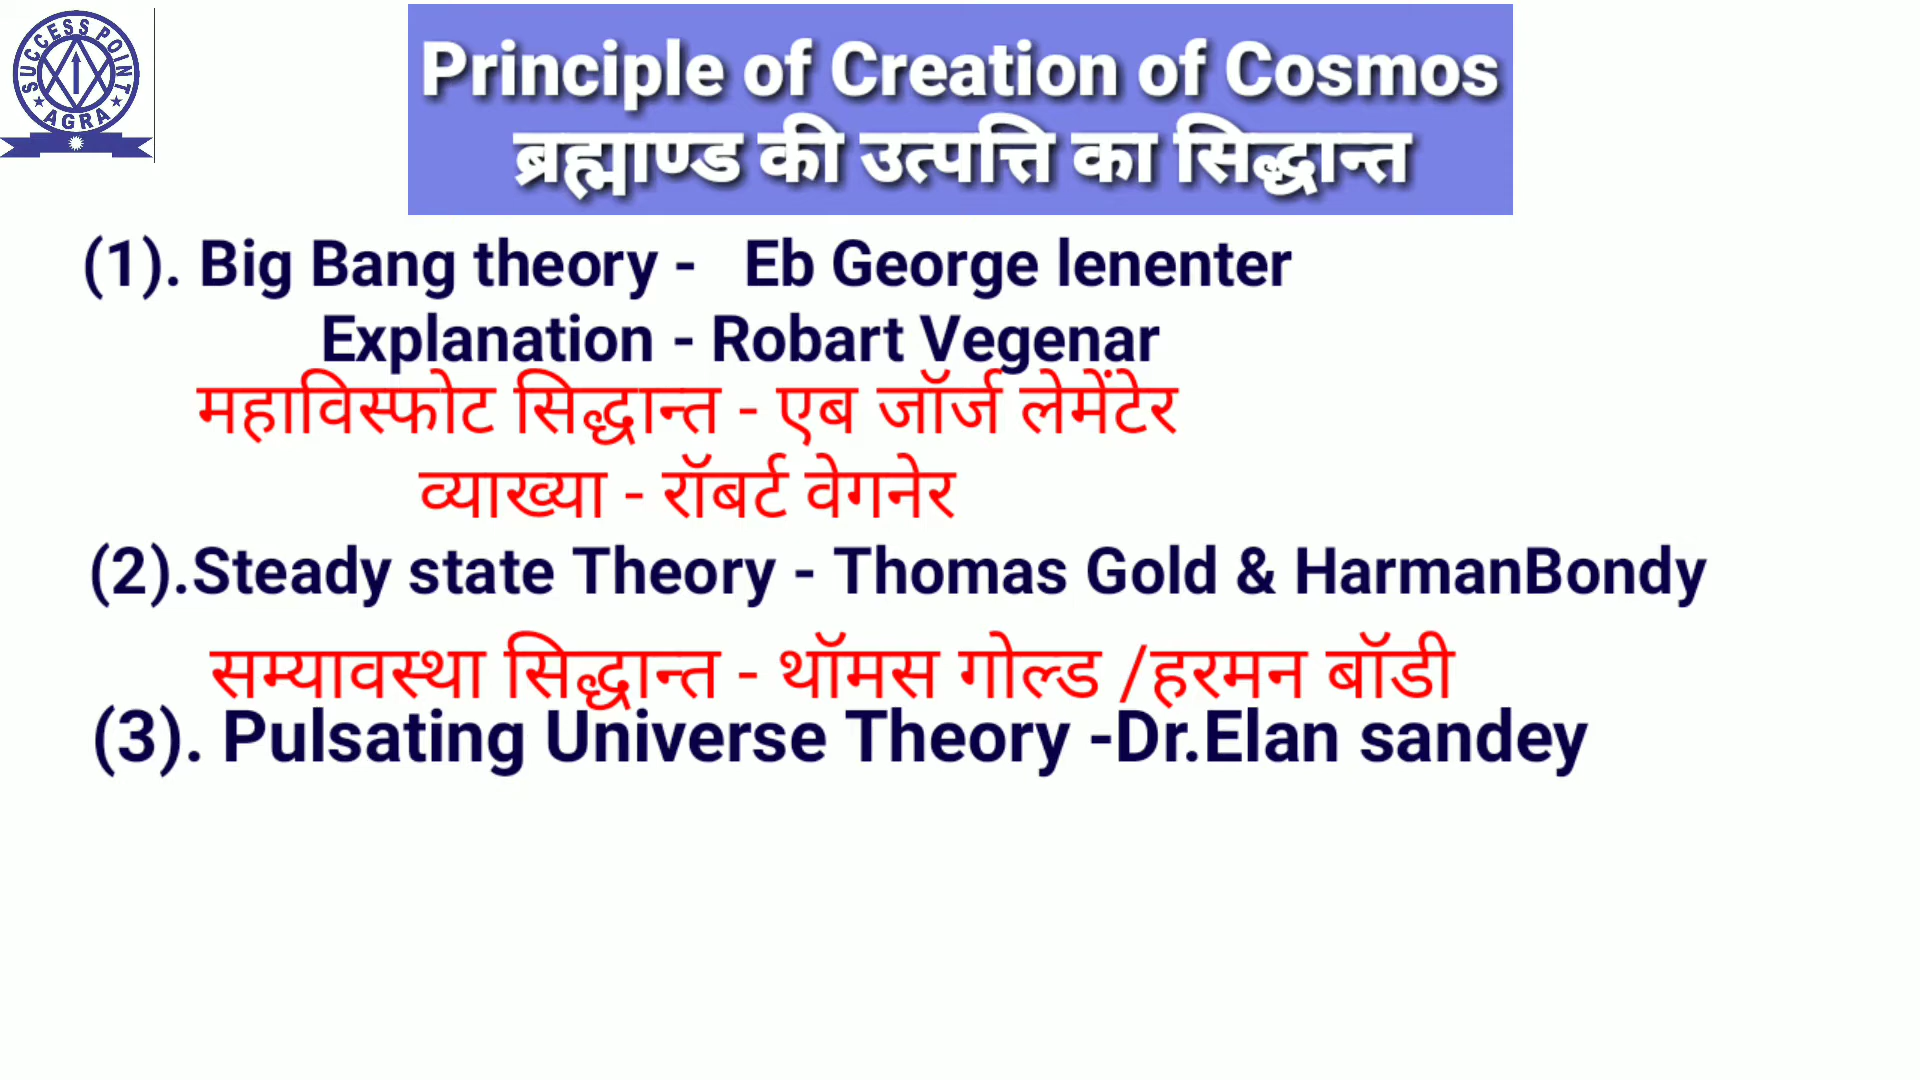 SUCCESS POINT
AGRA
Principle of Creation of Cosmos
ब्रह्माण्ड की उत्पत्ति का सिद्धान्त
(1). Big Bang theory - Eb George lenenter
Explanation - Robart Vegenar
महाविस्फोट सिद्धान्त - एब जॉर्ज लेमेंटेर
व्याख्या - रॉबर्ट वेगनेर
(2).Steady state Theory - Thomas Gold & HarmanBondy
सम्यावस्था सिद्धान्त - थॉमस गोल्ड /हरमन बॉडी
(3). Pulsating Universe Theory -Dr.Elan sandey